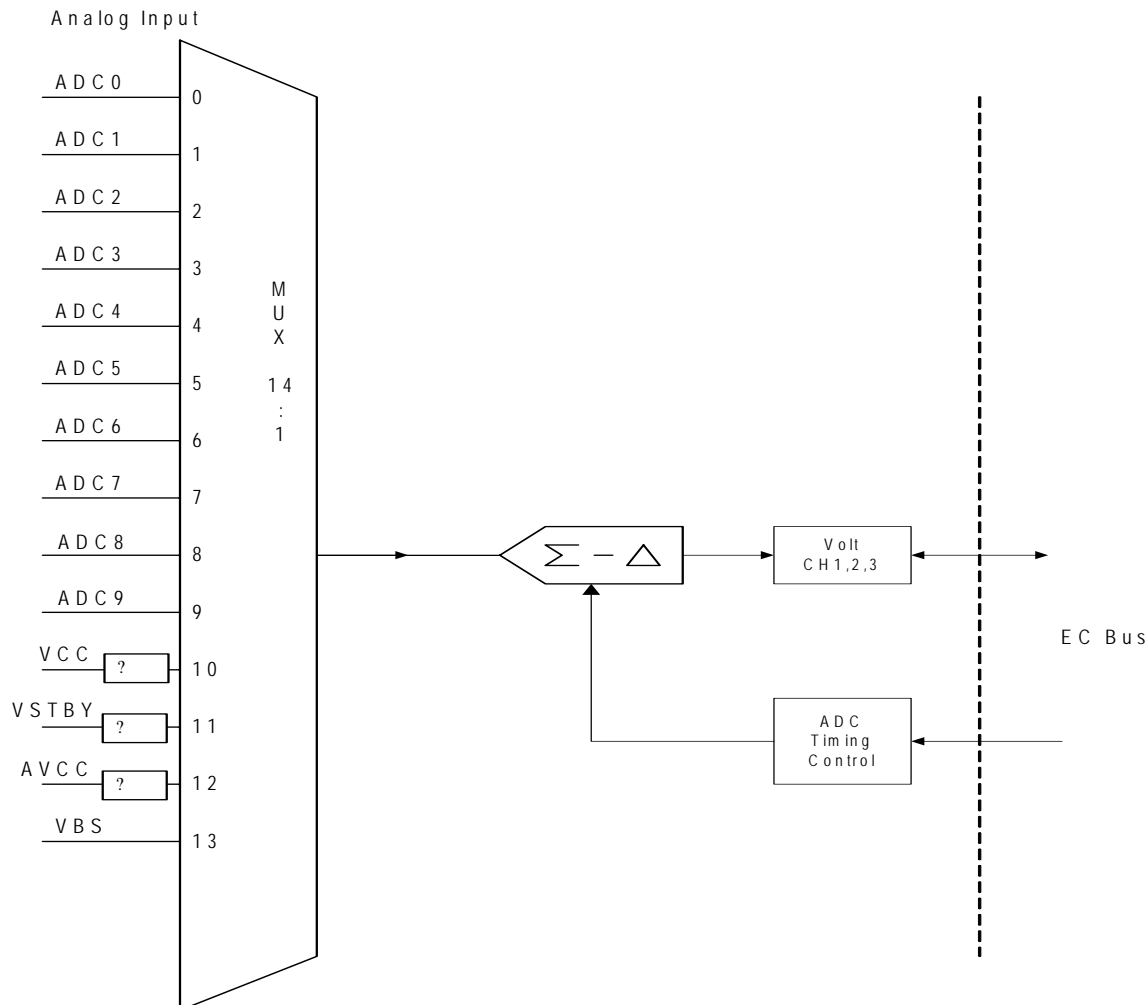 Analog Input
ADC0
0
ADC1
1
ADC2
2
ADC3
3
ADC4
4
ADC5
5
ADC6
6
ADC7
7
ADC8
8
ADC9
9
VCC
?
10
VSTBY
?
11
AVCC
?
12
VBS
13
M
U
X
14
:
1
Σ – Δ
Volt
CH1,2,3
ADC
Timing
Control
EC Bus